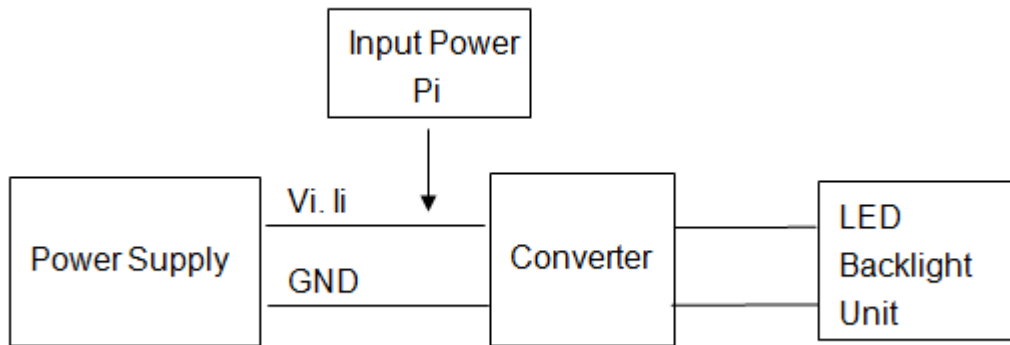 Input Power
Pi
Vi. Ii
Power Supply
GND
Converter
LED
Backlight
Unit